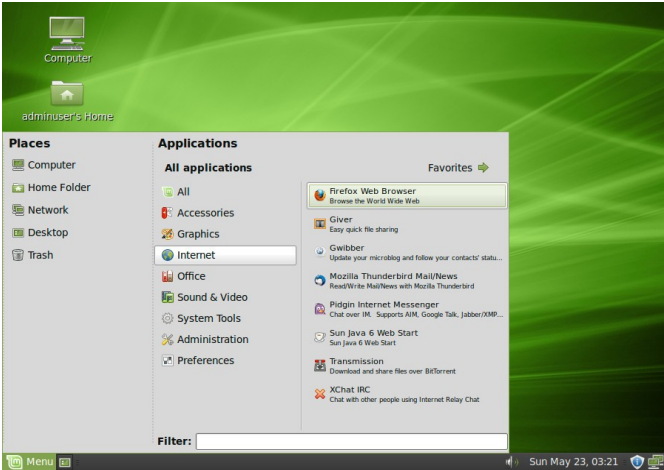 Computer
adminuser's Home
Places
Computer
Home Folder
Network
Desktop
Trash
Applications
All applications
Favorites
All
Accessories
Graphics
Internet
Office
Sound & Video
System Tools
Administration
Preferences
Firefox Web Browser
Browse the World Wide Web
Giver
Easy quick file sharing
Gwibber
Update your microblog and follow your contacts' statu...
Mozilla Thunderbird Mail/News
Read/Write Mail/News with Mozilla Thunderbird
Pidgin Internet Messenger
Chat over IM. Supports AIM, Google Talk, Jabber/XMP...
Sun Java 6 Web Start
Sun Java 6 Web Start
Transmission
Download and share files over BitTorrent
XChat IRC
Chat with other people using Internet Relay Chat
Filter:
Menu
Sun May 23, 03:21